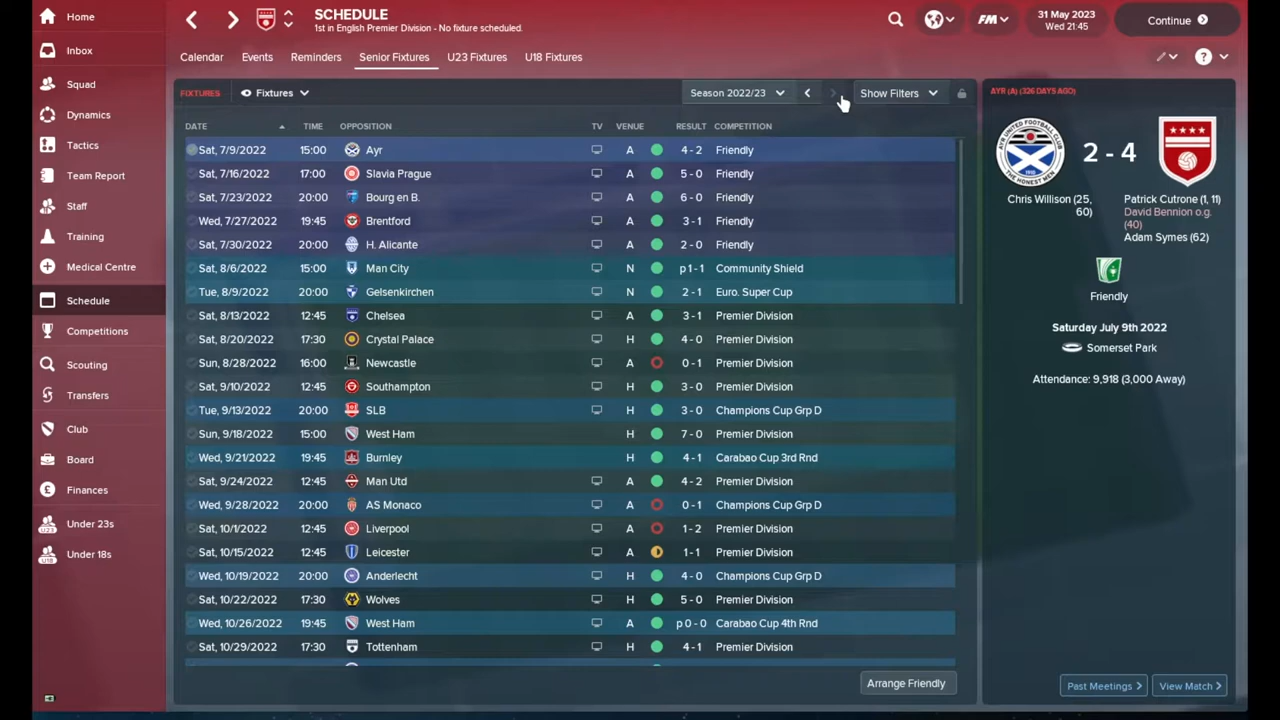 Home
Inbox
Squad
Dynamics
Tactics
Team Report
Staff
Training
Medical Centre
Schedule
Competitions
Scouting
Transfers
Club
Board
Finances
Under 23s
Under 18s
SCHEDULE
1st in English Premier Division - No fixture scheduled.
FM
31 May 2023
Wed 21:45
Continue
Calendar Events Reminders Senior Fixtures U23 Fixtures U18 Fixtures
?
FIXTURES Fixtures Season 2022/23 Show Filters
DATE TIME OPPOSITION TV VENUE RESULT COMPETITION
Sat, 7/9/2022 15:00 Ayr A 4 - 2 Friendly
Sat, 7/16/2022 17:00 Slavia Prague A 5 - 0 Friendly
Sat, 7/23/2022 20:00 Bourg en B. A 6 - 0 Friendly
Wed, 7/27/2022 19:45 Brentford A 3 - 1 Friendly
Sat, 7/30/2022 20:00 H. Alicante A 2 - 0 Friendly
Sat, 8/6/2022 15:00 Man City N p 1 - 1 Community Shield
Tue, 8/9/2022 20:00 Gelsenkirchen N 2 - 1 Euro. Super Cup
Sat, 8/13/2022 12:45 Chelsea A 3 - 1 Premier Division
Sat, 8/20/2022 17:30 Crystal Palace H 4 - 0 Premier Division
Sun, 8/28/2022 16:00 Newcastle A 0 - 1 Premier Division
Sat, 9/10/2022 12:45 Southampton H 3 - 0 Premier Division
Tue, 9/13/2022 20:00 SLB H 3 - 0 Champions Cup Grp D
Sun, 9/18/2022 15:00 West Ham H 7 - 0 Premier Division
Wed, 9/21/2022 19:45 Burnley H 4 - 1 Carabao Cup 3rd Rnd
Sat, 9/24/2022 12:45 Man Utd A 4 - 2 Premier Division
Wed, 9/28/2022 20:00 AS Monaco A 0 - 1 Champions Cup Grp D
Sat, 10/1/2022 12:45 Liverpool A 1 - 2 Premier Division
Sat, 10/15/2022 12:45 Leicester A 1 - 1 Premier Division
Wed, 10/19/2022 20:00 Anderlecht H 4 - 0 Champions Cup Grp D
Sat, 10/22/2022 17:30 Wolves H 5 - 0 Premier Division
Wed, 10/26/2022 19:45 West Ham A p 0 - 0 Carabao Cup 4th Rnd
Sat, 10/29/2022 17:30 Tottenham H 4 - 1 Premier Division
Arrange Friendly
AYR (A) (326 DAYS AGO)
2 - 4
Chris Willison (25, 60)
Patrick Cutrone (1, 11)
David Bennion o.g. (40)
Adam Symes (62)
Friendly
Saturday July 9th 2022
Somerset Park
Attendance: 9,918 (3,000 Away)
Past Meetings View Match